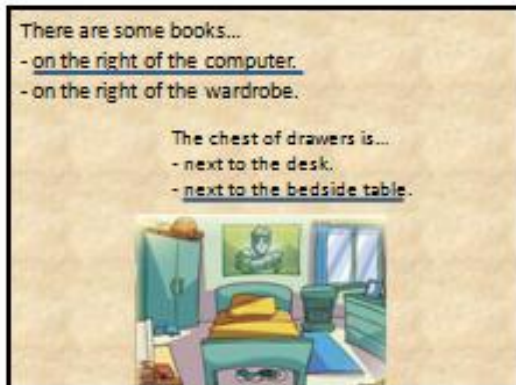 There are some books...
- on the right of the computer.
- on the right of the wardrobe.
The chest of drawers is...
- next to the desk.
- next to the bedside table.